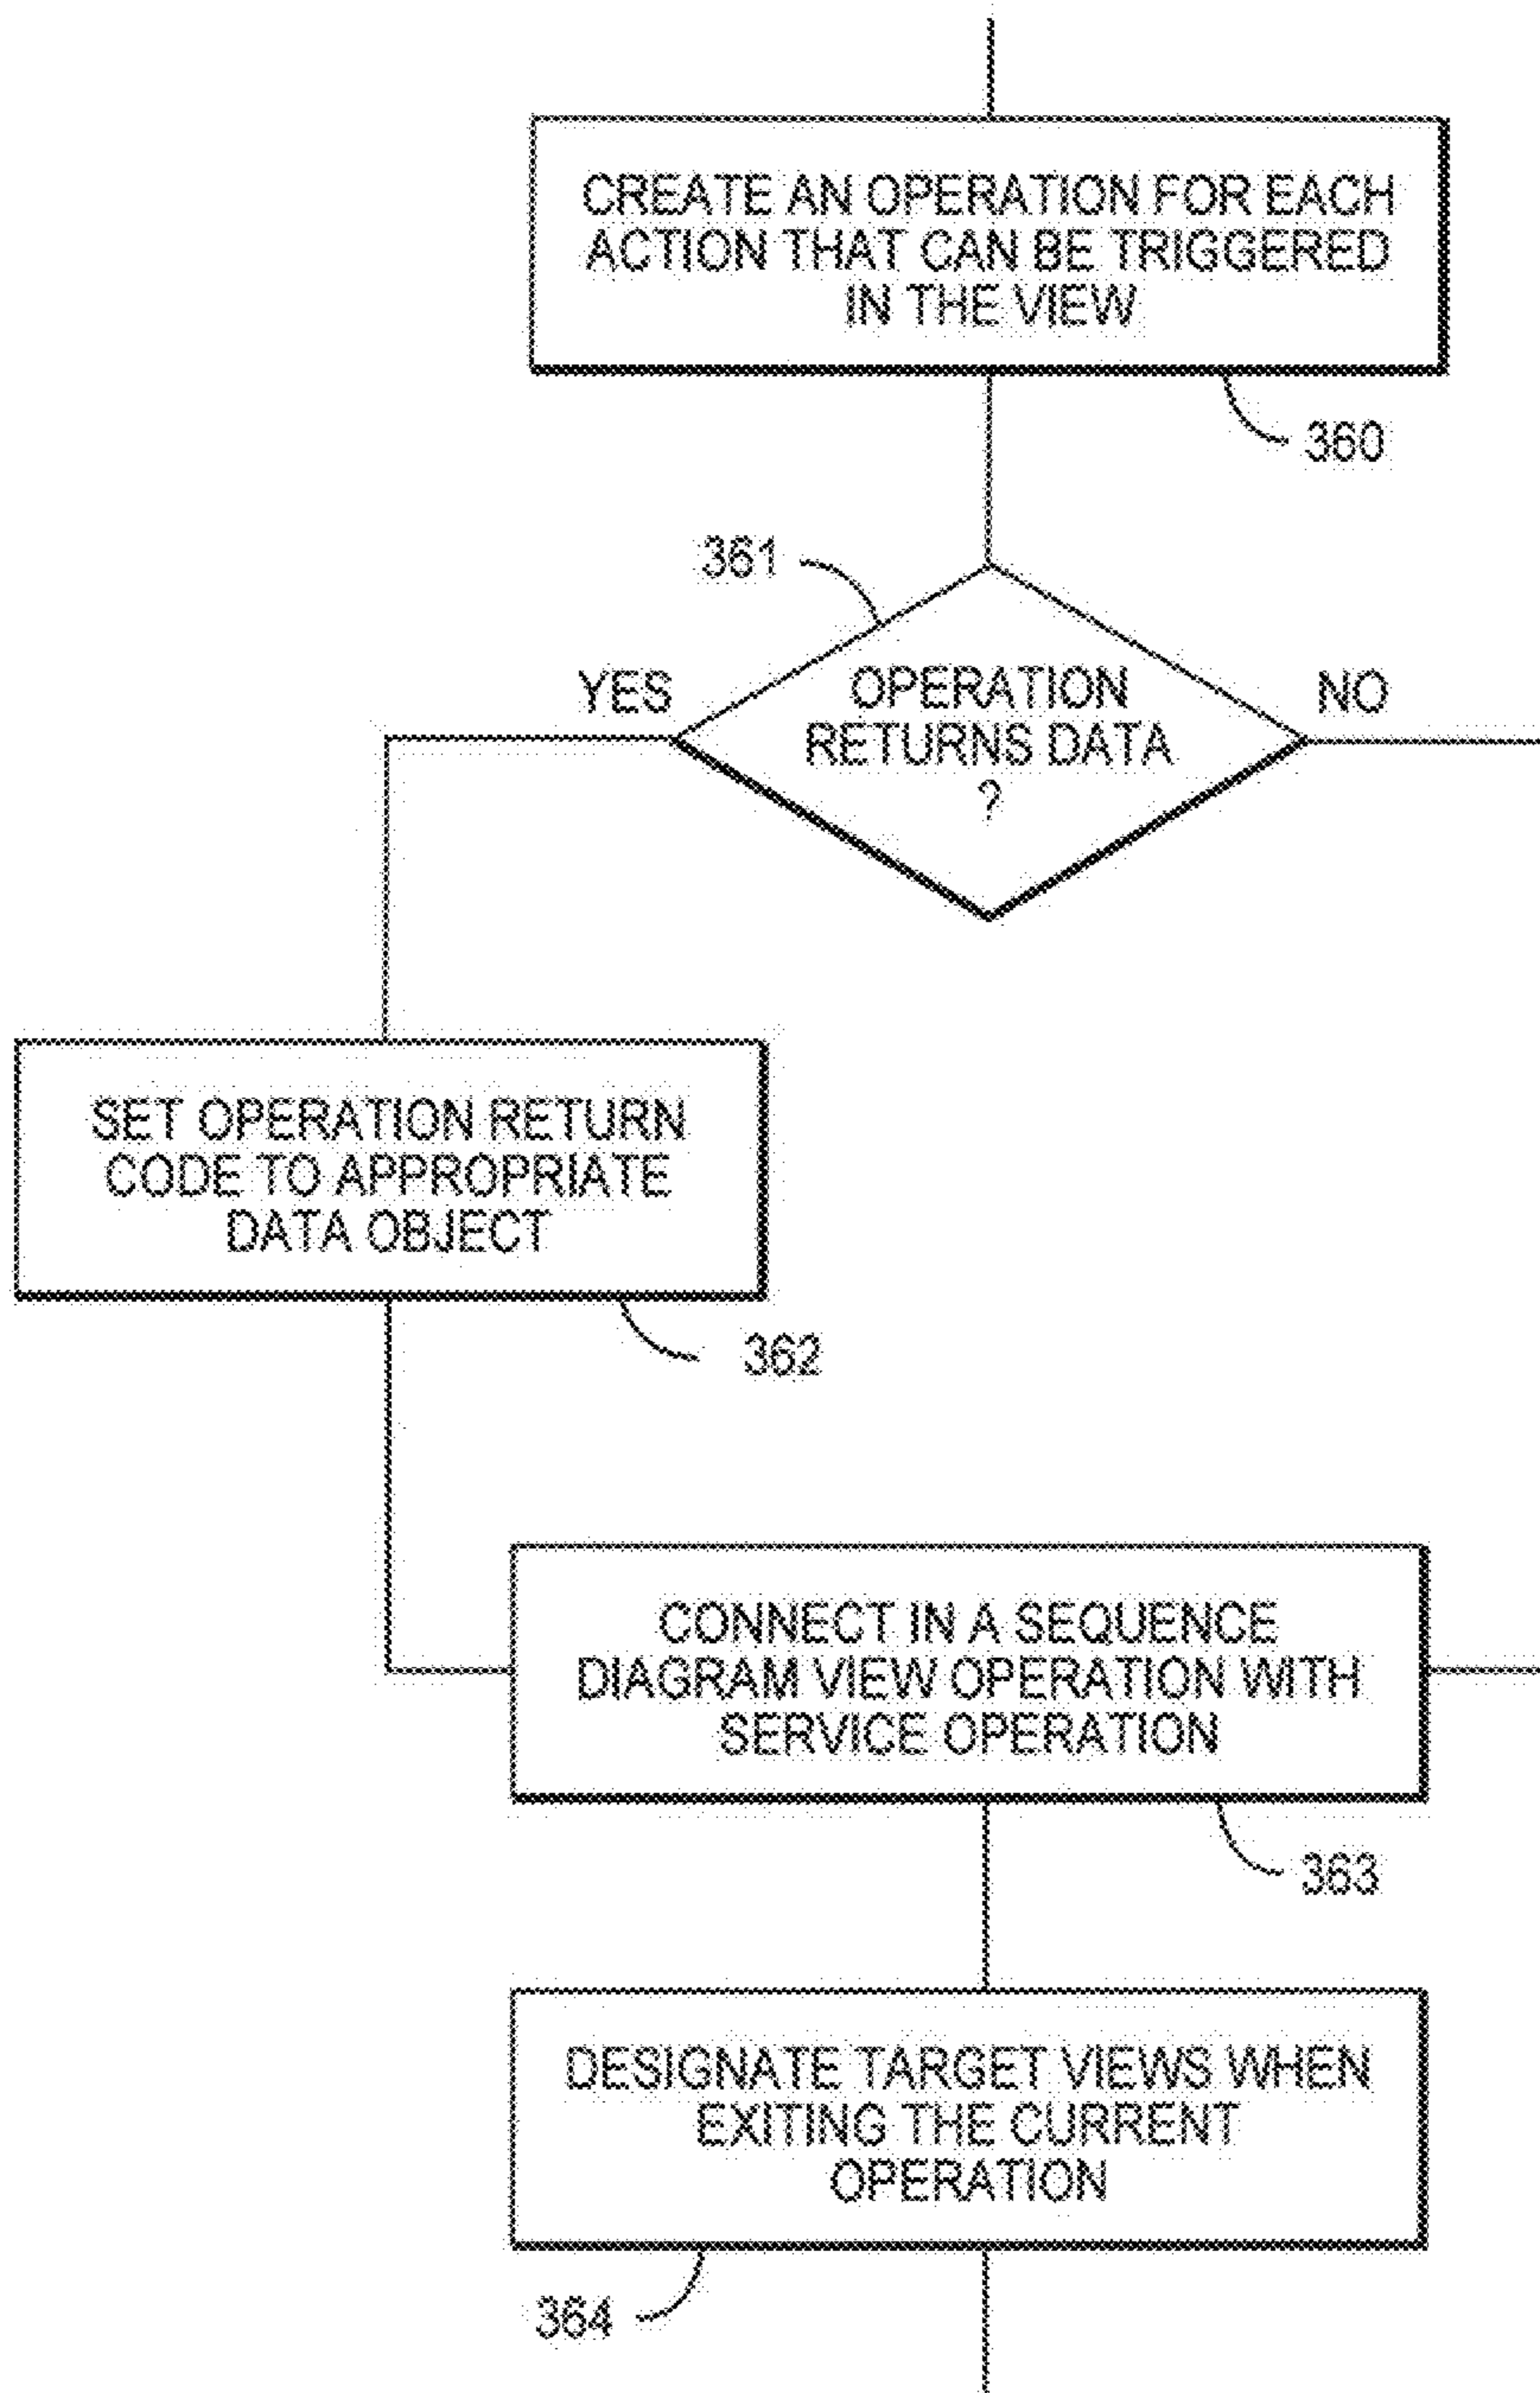 CREATE AN OPERATION FOR EACH
ACTION THAT CAN BE TRIGGERED
IN THE VIEW
360
361
YES
OPERATION
RETURNS DATA
?
NO
SET OPERATION RETURN
CODE TO APPROPRIATE
DATA OBJECT
362
CONNECT IN A SEQUENCE
DIAGRAM VIEW OPERATION WITH
SERVICE OPERATION
363
DESIGNATE TARGET VIEWS WHEN
EXITING THE CURRENT
OPERATION
364